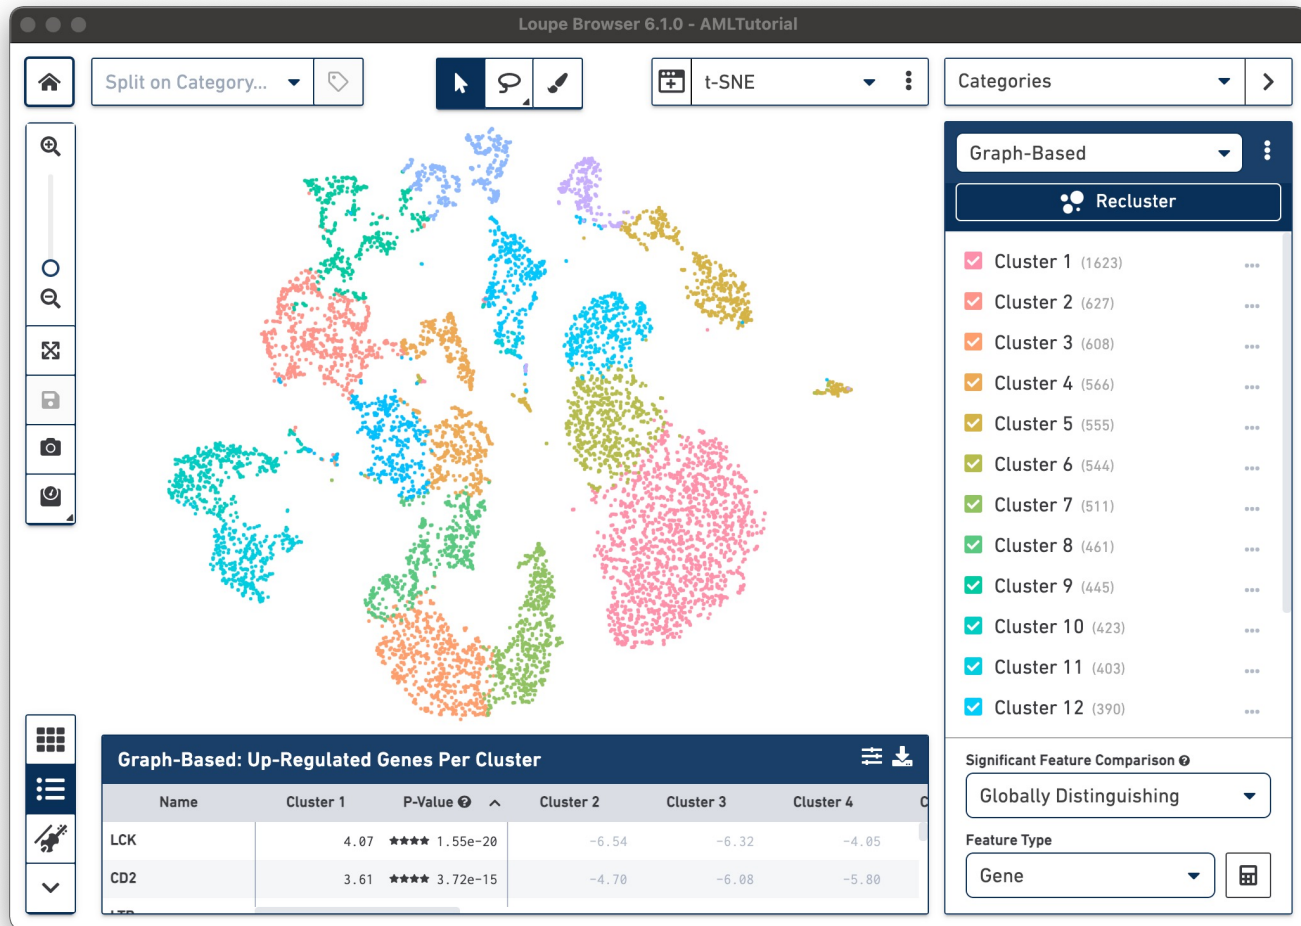 Loupe Browser 6.1.0 - AMLTutorial
Split on Category...
t-SNE
Categories
Graph-Based
Recluster
Cluster 1 (1623)
Cluster 2 (627)
Cluster 3 (608)
Cluster 4 (566)
Cluster 5 (555)
Cluster 6 (544)
Cluster 7 (511)
Cluster 8 (461)
Cluster 9 (445)
Cluster 10 (423)
Cluster 11 (403)
Cluster 12 (390)
Significant Feature Comparison
Globally Distinguishing
Feature Type
Gene
Graph-Based: Up-Regulated Genes Per Cluster
Name Cluster 1 P-Value Cluster 2 Cluster 3 Cluster 4
LCK 4.07 ★★★★ 1.55e-20 -6.54 -6.32 -4.05
CD2 3.61 ★★★★ 3.72e-15 -4.70 -6.08 -5.80